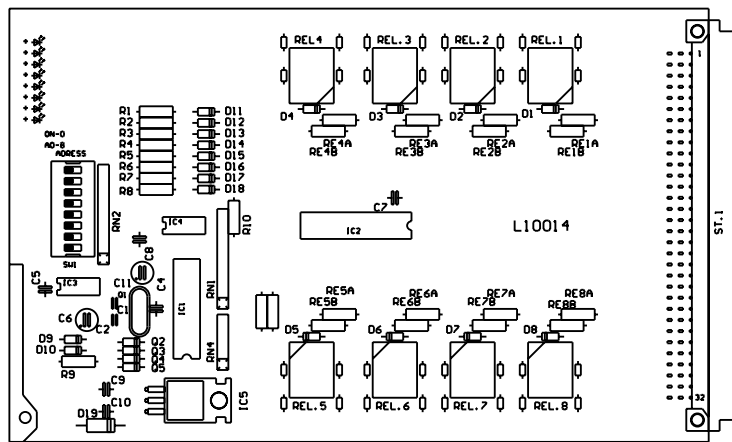 REL4 REL.3 REL.2 REL.1
1
D4 D3 D2 D1
R1 D11
R2 D12
R3 D13
R4 D14
R5 D15
R6 D16
R7 D17
R8 D18
ON-0
AD-8
ADRESS
RE4A RE3A RE2A RE1A
RE4B RE3B RE2B RE1B
RN2
SW1
IC4
R10
C7
IC2
L10014
ST.1
C8
C5
IC3
C11
Q1
C1
C4
IC1
RN1
C6
C2
RN4
RE5A RE6A RE7A RE8A
RE5B RE6B RE7B RE8B
D5 D6 D7 D8
D9
D10
R9
Q2
Q3
Q4
Q5
C9
C10
D19
IC5
REL.5 REL.6 REL.7 REL.8
32